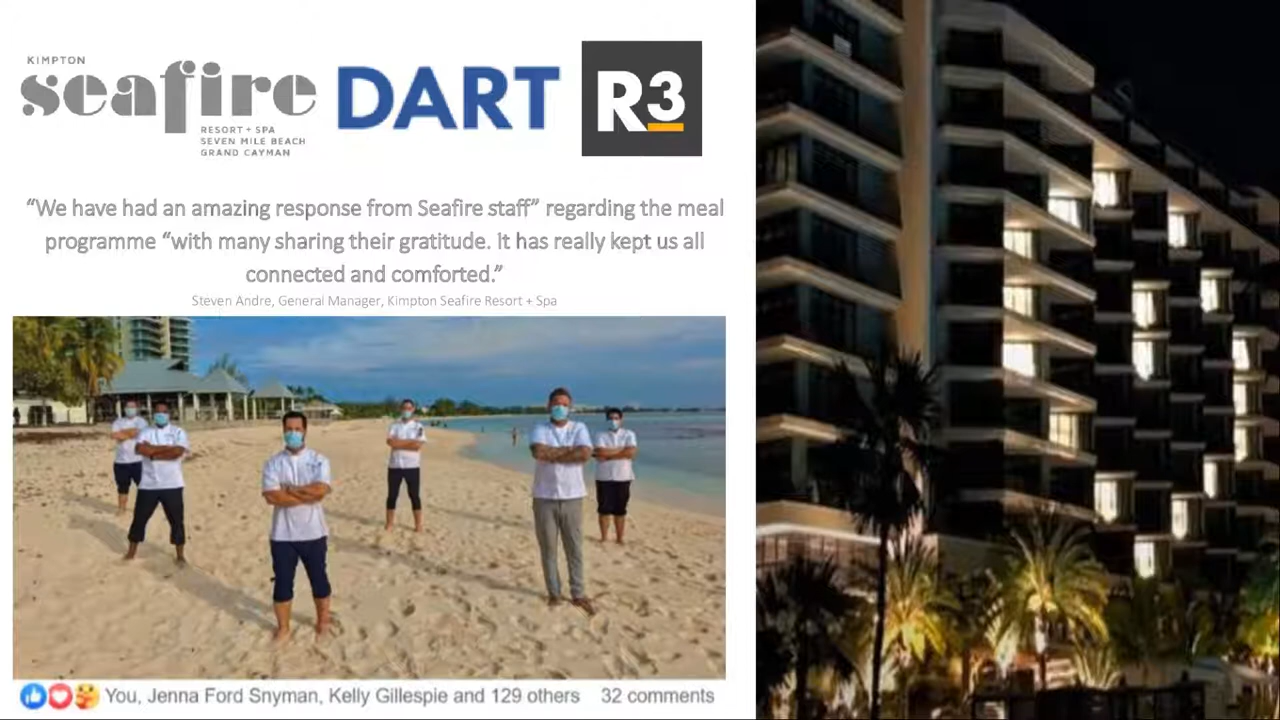 KIMPTON
seafire
RESORT + SPA
SEVEN MILE BEACH
GRAND CAYMAN
DART
R3
“We have had an amazing response from Seafire staff” regarding the meal
programme “with many sharing their gratitude. It has really kept us all
connected and comforted.”
Steven Andre, General Manager, Kimpton Seafire Resort + Spa
You, Jenna Ford Snyman, Kelly Gillespie and 129 others 32 comments